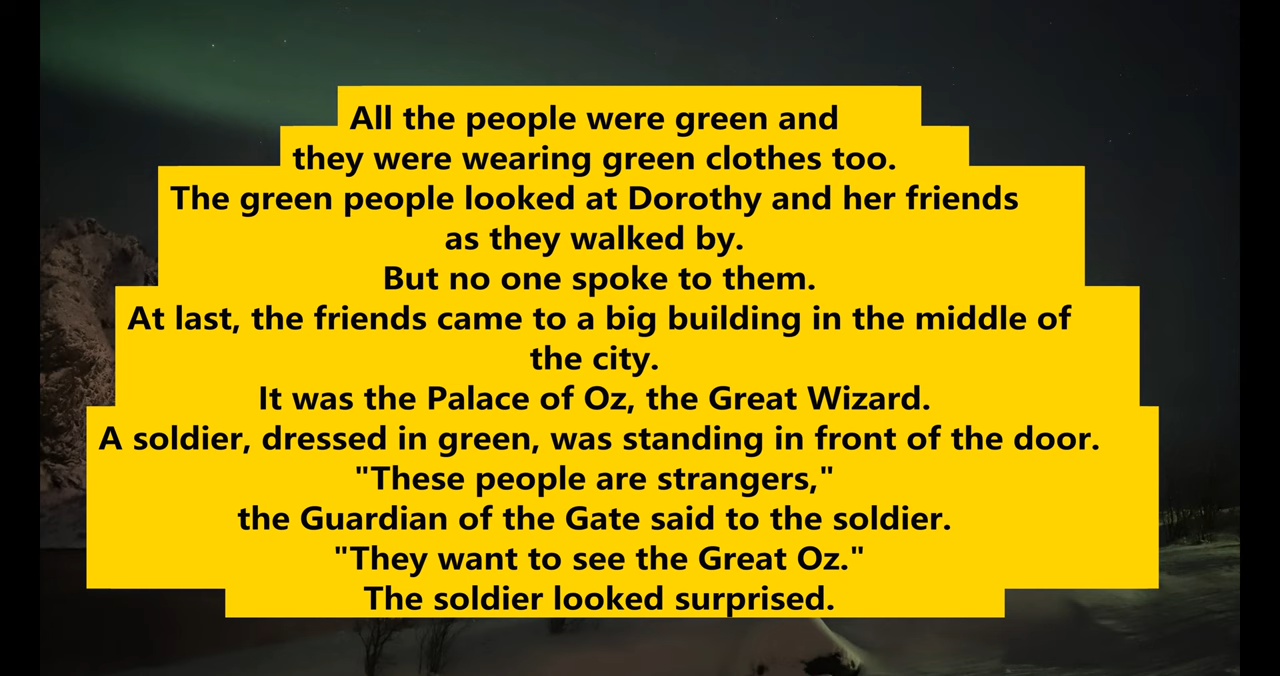 All the people were green and
they were wearing green clothes too.
The green people looked at Dorothy and her friends
as they walked by.
But no one spoke to them.
At last, the friends came to a big building in the middle of
the city.
It was the Palace of Oz, the Great Wizard.
A soldier, dressed in green, was standing in front of the door.
"These people are strangers,"
the Guardian of the Gate said to the soldier.
"They want to see the Great Oz."
The soldier looked surprised.